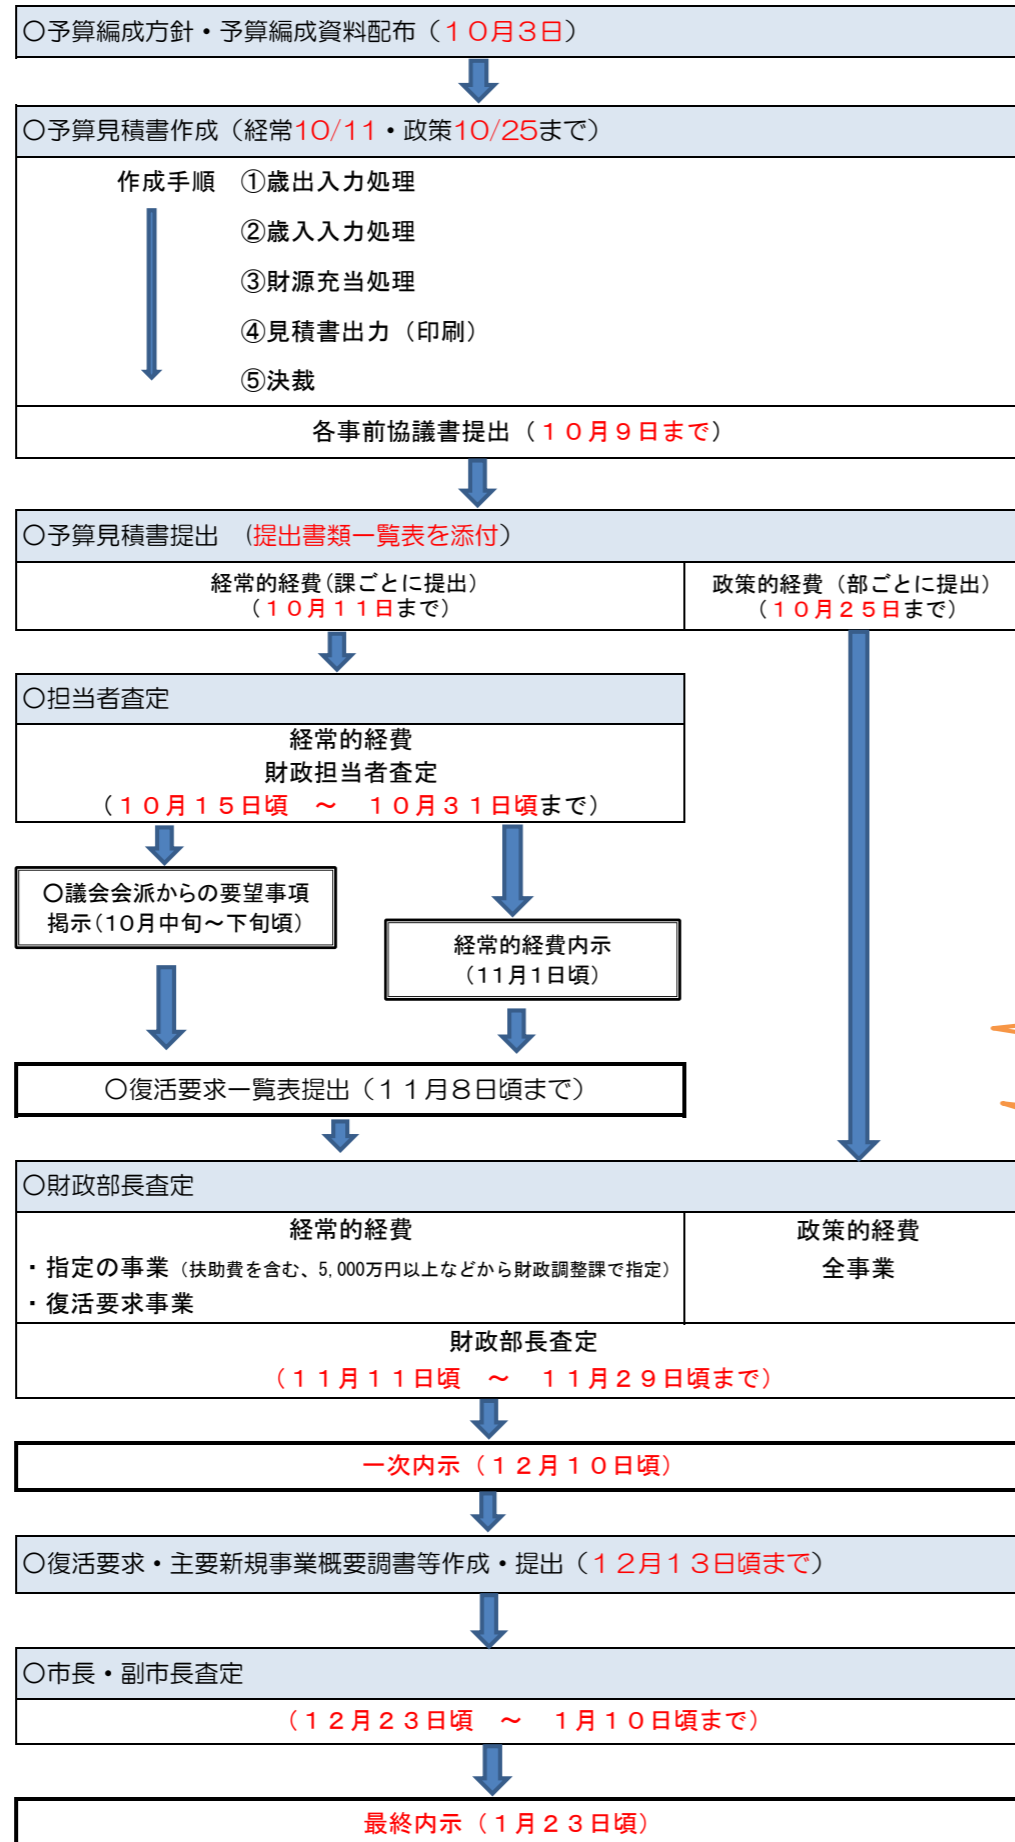 〇予算編成方針・予算編成資料配布（１０月３日）
〇予算見積書作成（経常10/11・政策10/25まで）
作成手順　①歳出入力処理
②歳入入力処理
③財源充当処理
④見積書出力（印刷）
⑤決裁
各事前協議書提出（１０月９日まで）
〇予算見積書提出　（提出書類一覧表を添付）
経常的経費(課ごとに提出)
（１０月１１日まで）
政策的経費（部ごとに提出）
（１０月２５日まで）
〇担当者査定
経常的経費
財政担当者査定
（１０月１５日頃　～　１０月３１日頃まで）
〇議会会派からの要望事項
掲示(10月中旬～下旬頃)
経常的経費内示
（11月1日頃）
〇復活要求一覧表提出（１１月８日頃まで）
〇財政部長査定
経常的経費
・指定の事業（扶助費を含む、5,000万円以上などから財政調整課で指定）
・復活要求事業
政策的経費
全事業
財政部長査定
（１１月１１日頃　～　１１月２９日頃まで）
一次内示（１２月１０日頃）
〇復活要求・主要新規事業概要調書等作成・提出（１２月１３日頃まで）
〇市長・副市長査定
（１２月２３日頃　～　１月１０日頃まで）
最終内示（１月２３日頃）